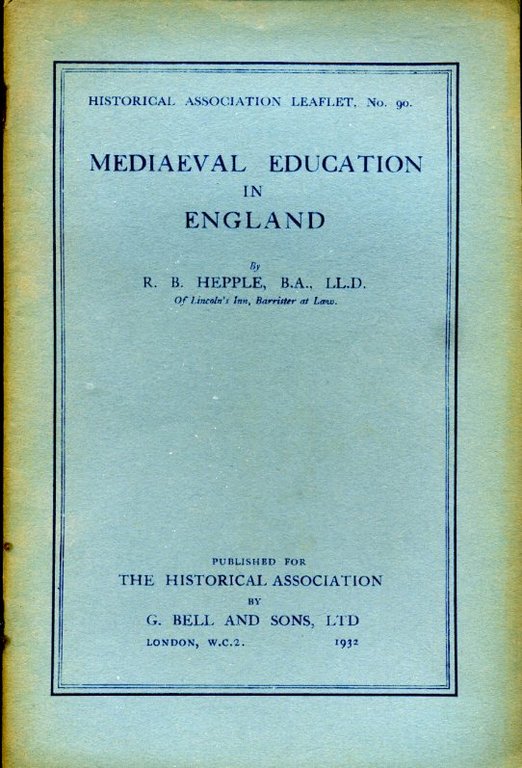 HISTORICAL ASSOCIATION LEAFLET, No. 90.
MEDIAEVAL EDUCATION
IN
ENGLAND
By
R. B. HEPPLE, B.A., LL.D.
Of Lincoln's Inn, Barrister at Law.
PUBLISHED FOR
THE HISTORICAL ASSOCIATION
BY
G. BELL AND SONS, LTD
LONDON, W.C.2. 1932